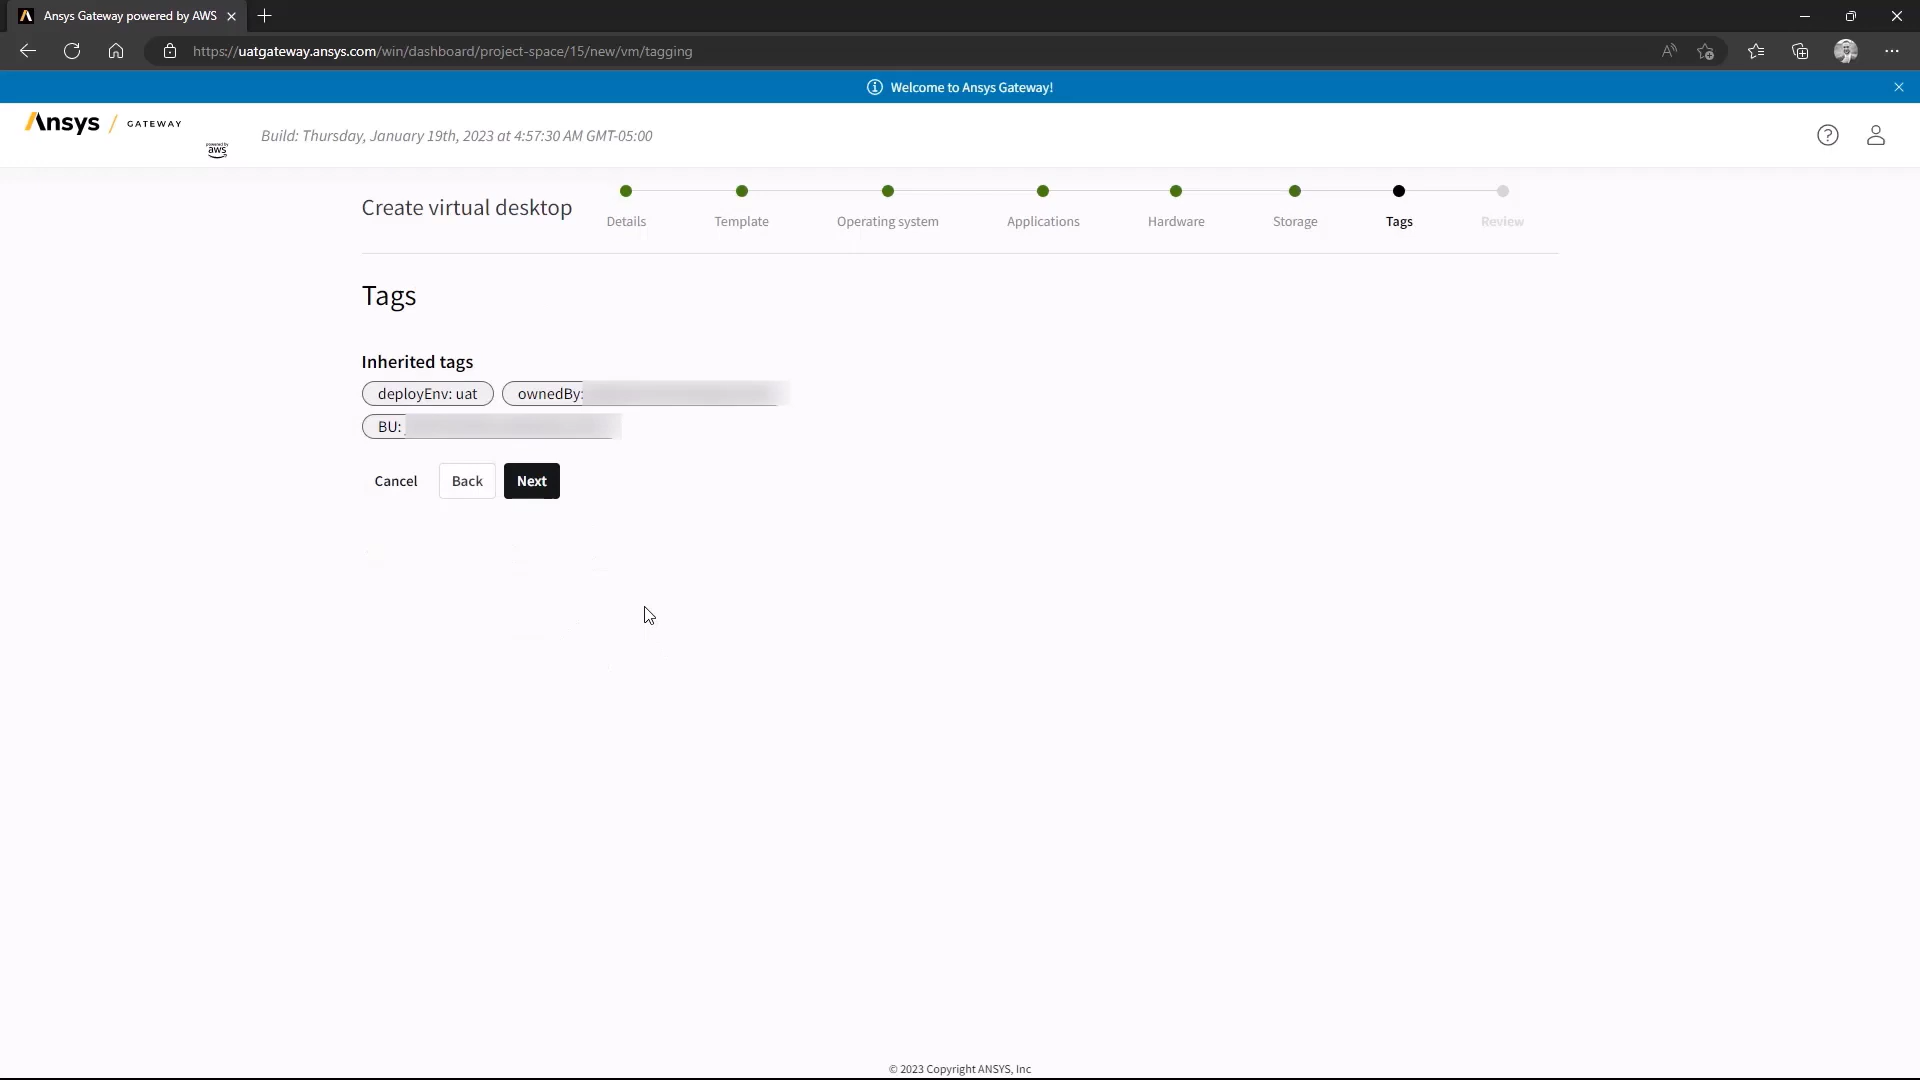 Ansys Gateway powered by AWS
https://uatgateway.ansys.com/win/dashboard/project-space/15/new/vm/tagging
Welcome to Ansys Gateway!
Ansys / GATEWAY
powered by
aws
Build: Thursday, January 19th, 2023 at 4:57:30 AM GMT-05:00
Create virtual desktop
Details
Template
Operating system
Applications
Hardware
Storage
Tags
Review
Tags
Inherited tags
deployEnv: uat
ownedBy:
BU:
Cancel
Back
Next
© 2023 Copyright ANSYS, Inc